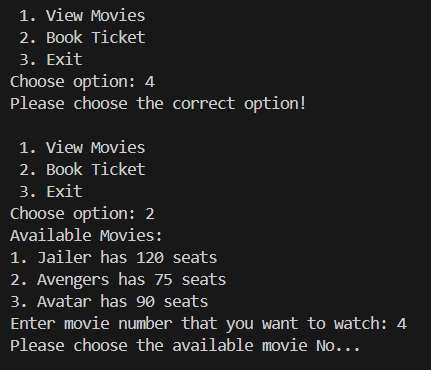 1. View Movies
2. Book Ticket
3. Exit
Choose option: 4
Please choose the correct option!

1. View Movies
2. Book Ticket
3. Exit
Choose option: 2
Available Movies:
1. Jailer has 120 seats
2. Avengers has 75 seats
3. Avatar has 90 seats
Enter movie number that you want to watch: 4
Please choose the available movie No...